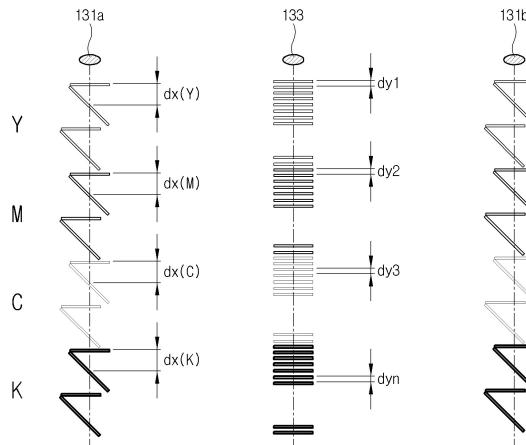 131a
133
131b
dx(Y)
dy1
Y
dx(M)
dy2
M
dx(C)
dy3
C
dx(K)
dyn
K